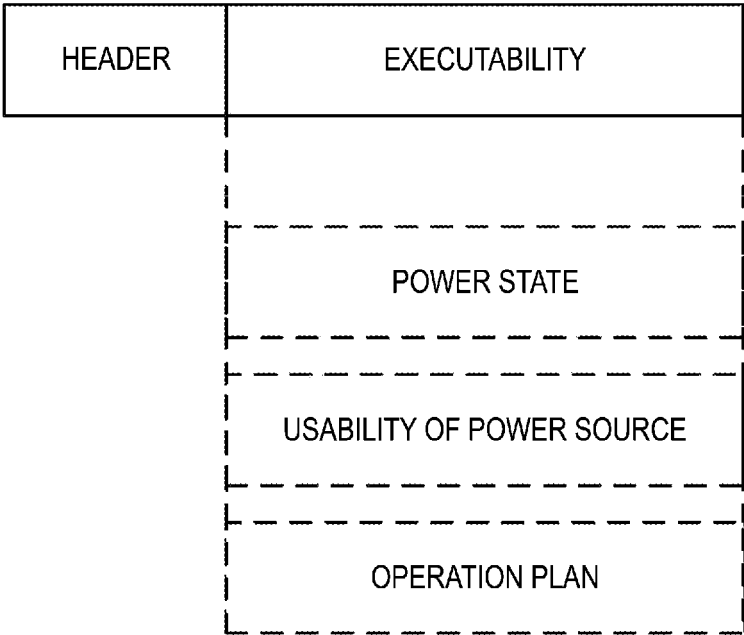 HEADER
EXECUTABILITY
POWER STATE
USABILITY OF POWER SOURCE
OPERATION PLAN